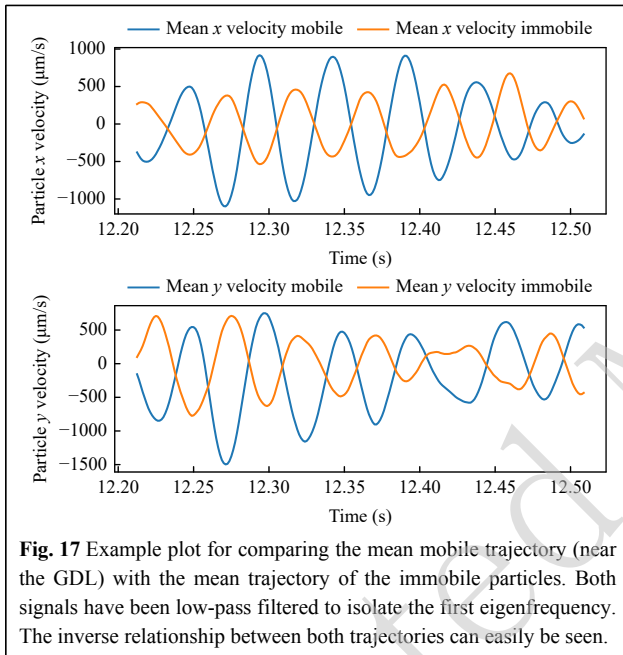 Mean x velocity mobile Mean x velocity immobile
1000
500
0
−500
−1000
Particle x velocity (μm/s)
12.20 12.25 12.30 12.35 12.40 12.45 12.50
Time (s)
Mean y velocity mobile Mean y velocity immobile
500
0
−500
−1000
−1500
Particle y velocity (μm/s)
12.20 12.25 12.30 12.35 12.40 12.45 12.50
Time (s)
Fig. 17 Example plot for comparing the mean mobile trajectory (near
the GDL) with the mean trajectory of the immobile particles. Both
signals have been low-pass filtered to isolate the first eigenfrequency.
The inverse relationship between both trajectories can easily be seen.